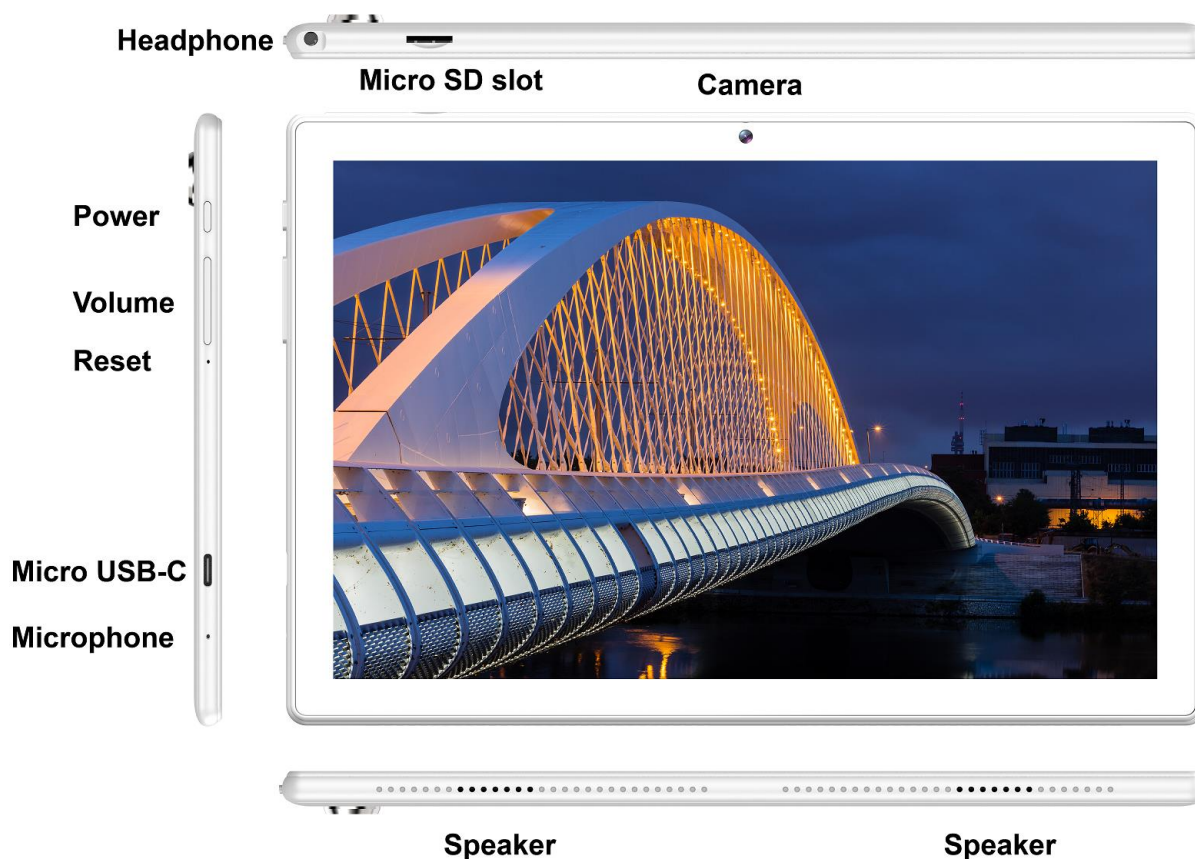 Headphone
Micro SD slot
Camera
Power
Volume
Reset
Micro USB-C
Microphone
Speaker
Speaker